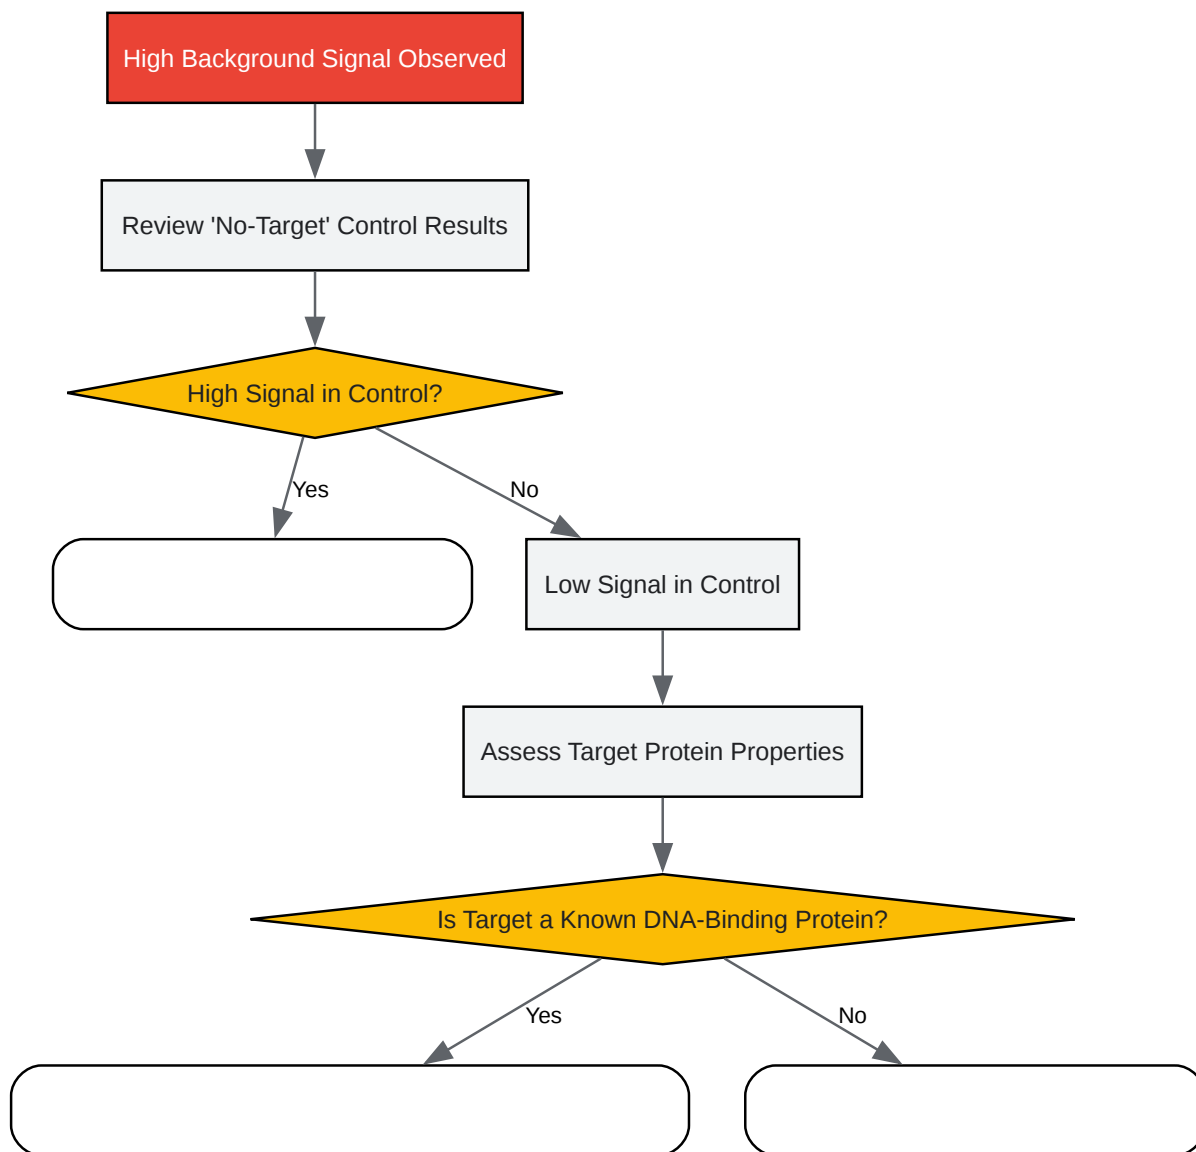 High Background Signal Observed
Review 'No-Target' Control Results
High Signal in Control?
Yes
No
Low Signal in Control
Assess Target Protein Properties
Is Target a Known DNA-Binding Protein?
Yes
No